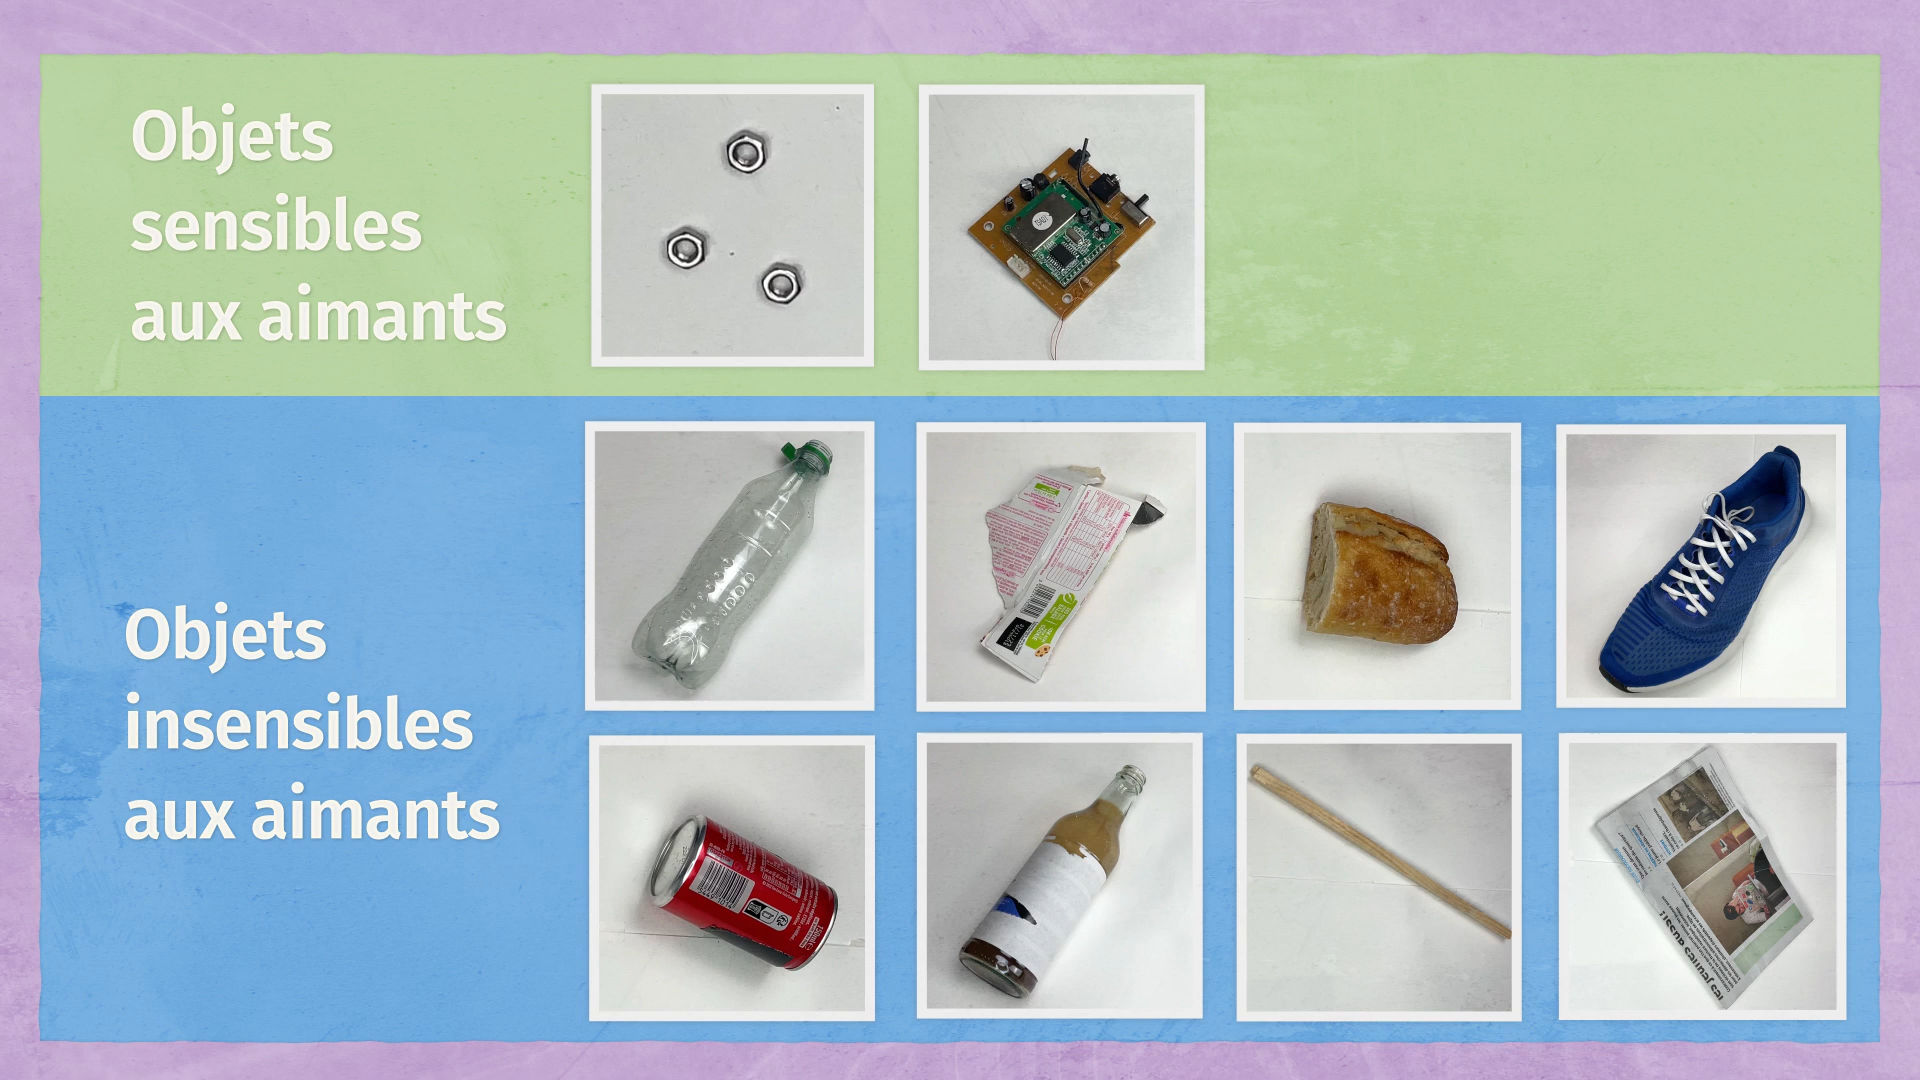 Objets
sensibles
aux aimants
Objets
insensibles
aux aimants